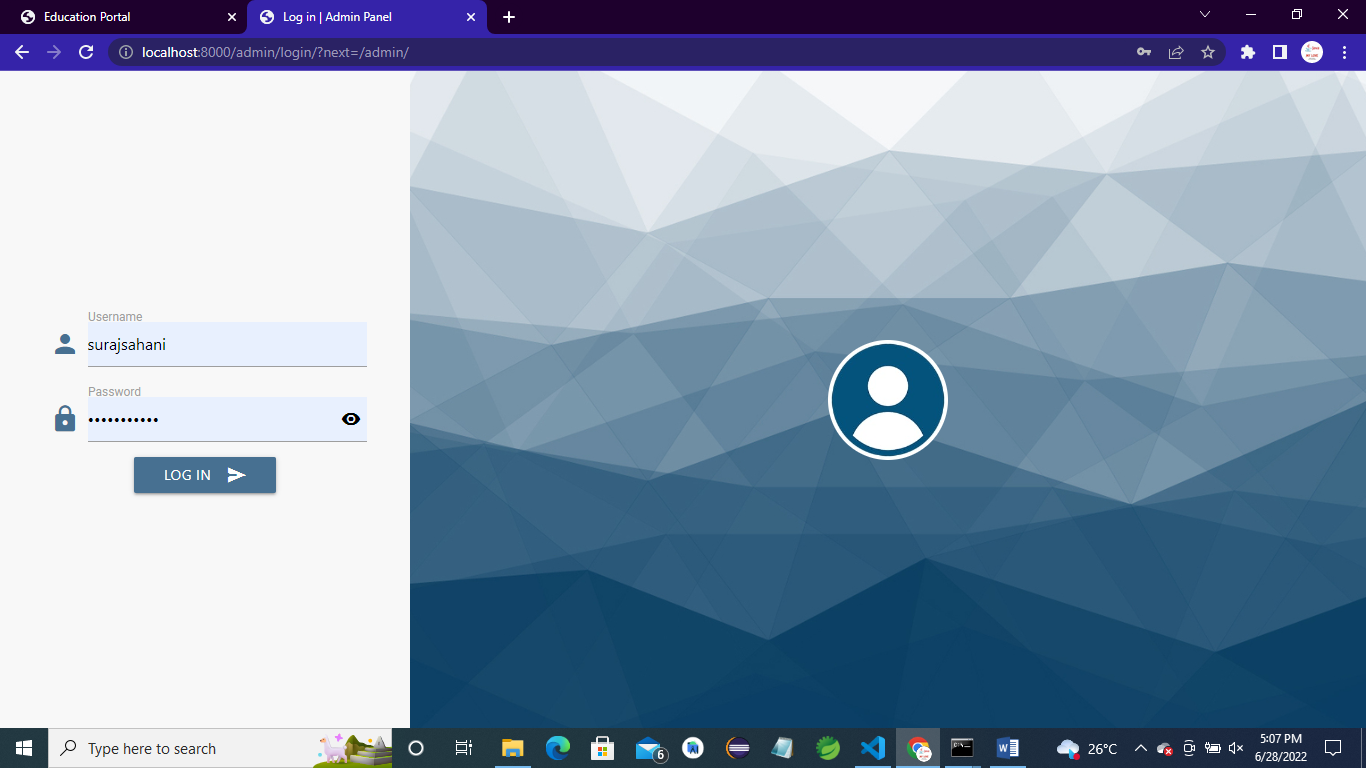 Education Portal
Log in | Admin Panel
localhost:8000/admin/login/?next=/admin/
Username
surajsahani
Password
•••••••••••
LOG IN
Type here to search
6
26°C
5:07 PM
6/28/2022